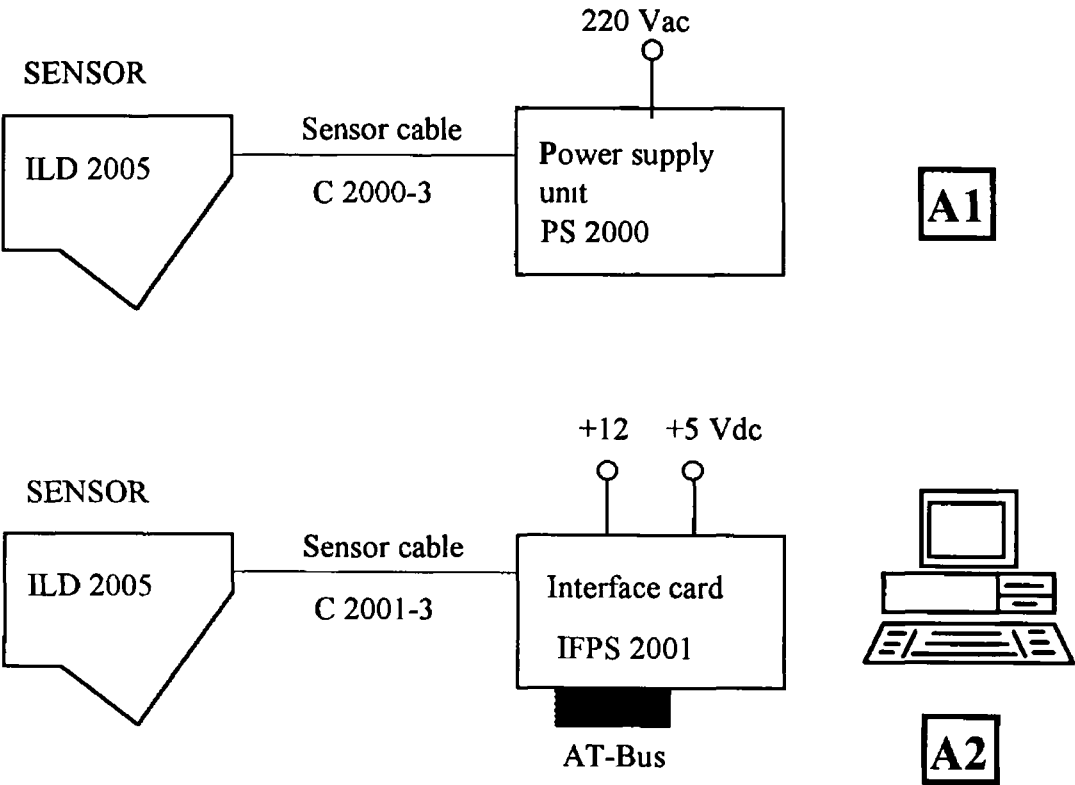 220 Vac
SENSOR
ILD 2005
Sensor cable
C 2000-3
Power supply
unit
PS 2000
A1
+12 +5 Vdc
SENSOR
ILD 2005
Sensor cable
C 2001-3
Interface card
IFPS 2001
AT-Bus
A2